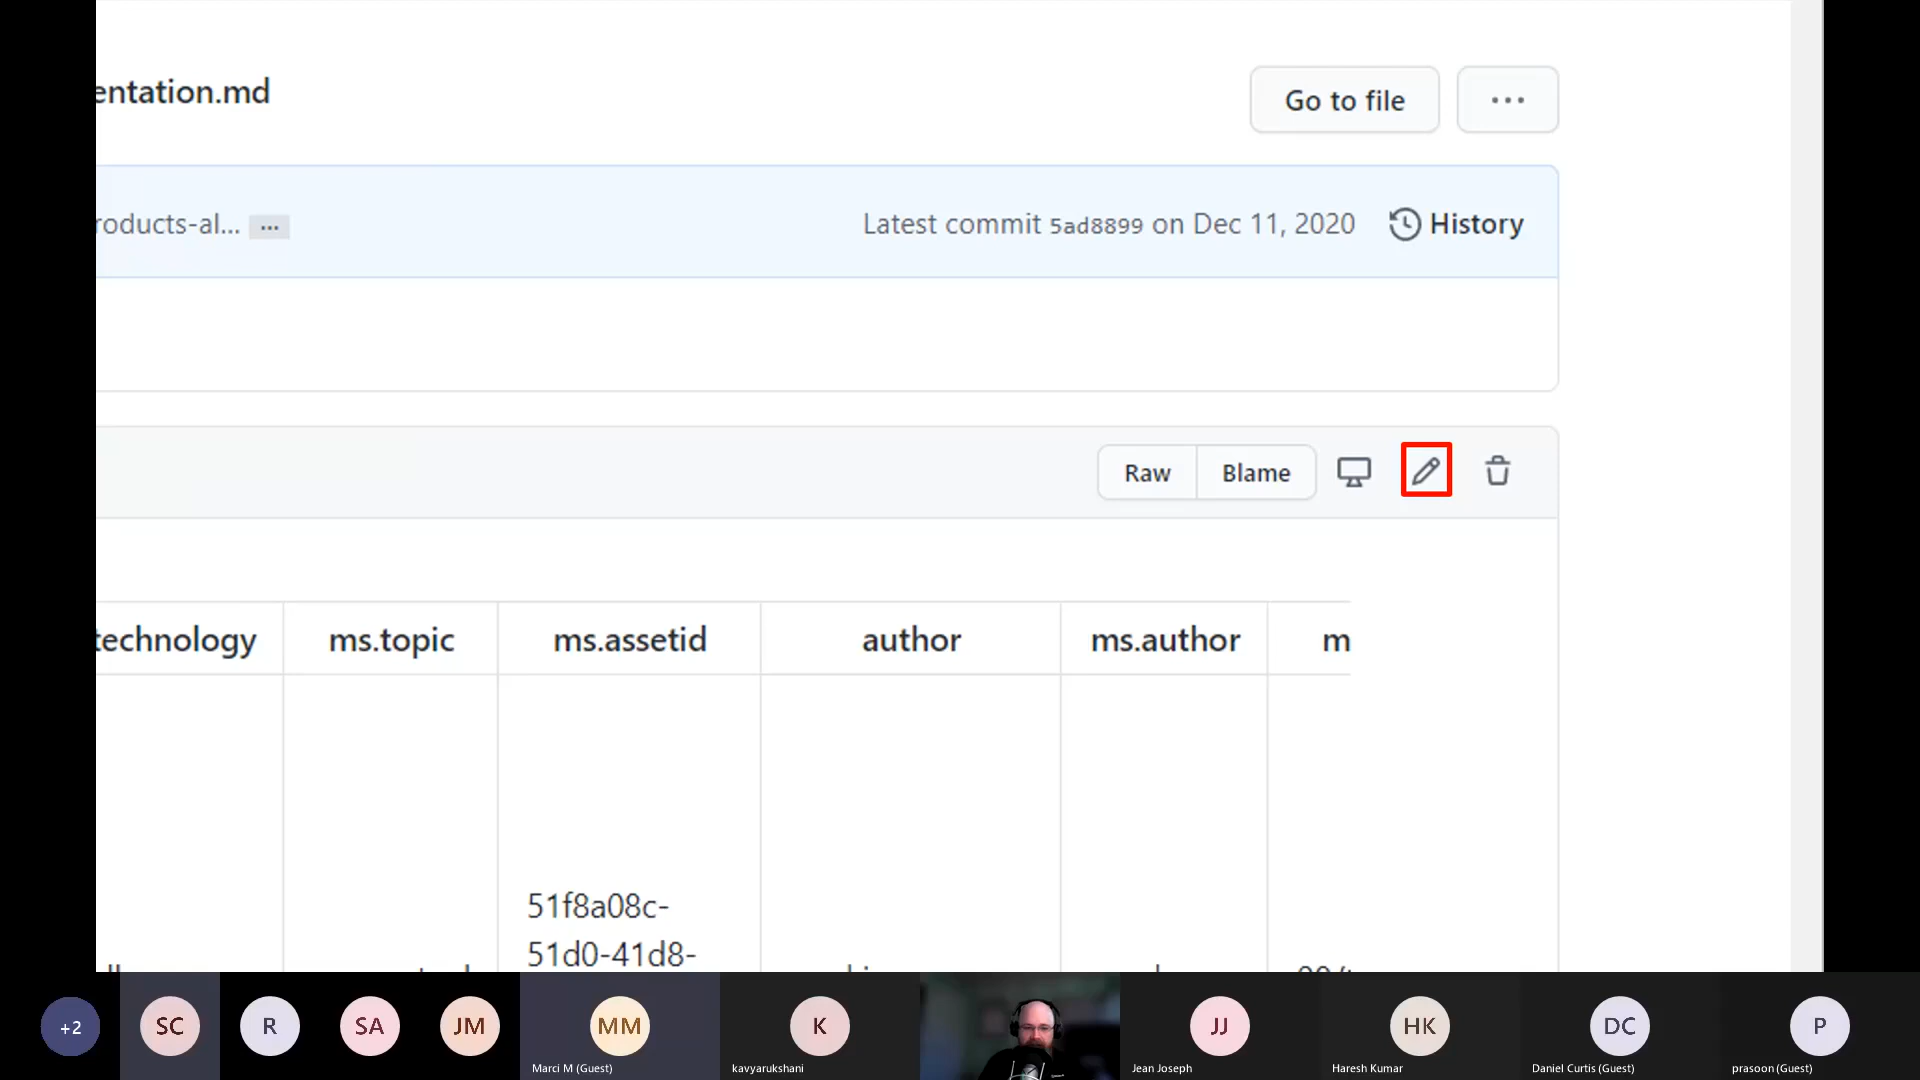 entation.md
Go to file
...
roducts-al... ...
Latest commit 5ad8899 on Dec 11, 2020
History
Raw
Blame
technology ms.topic ms.assetid author ms.author m
51f8a08c-
51d0-41d8-
+2
SC
R
SA
JM
MM
K
JJ
HK
DC
P
Marci M (Guest)
kavyarukshani
Jean Joseph
Haresh Kumar
Daniel Curtis (Guest)
prasoon (Guest)